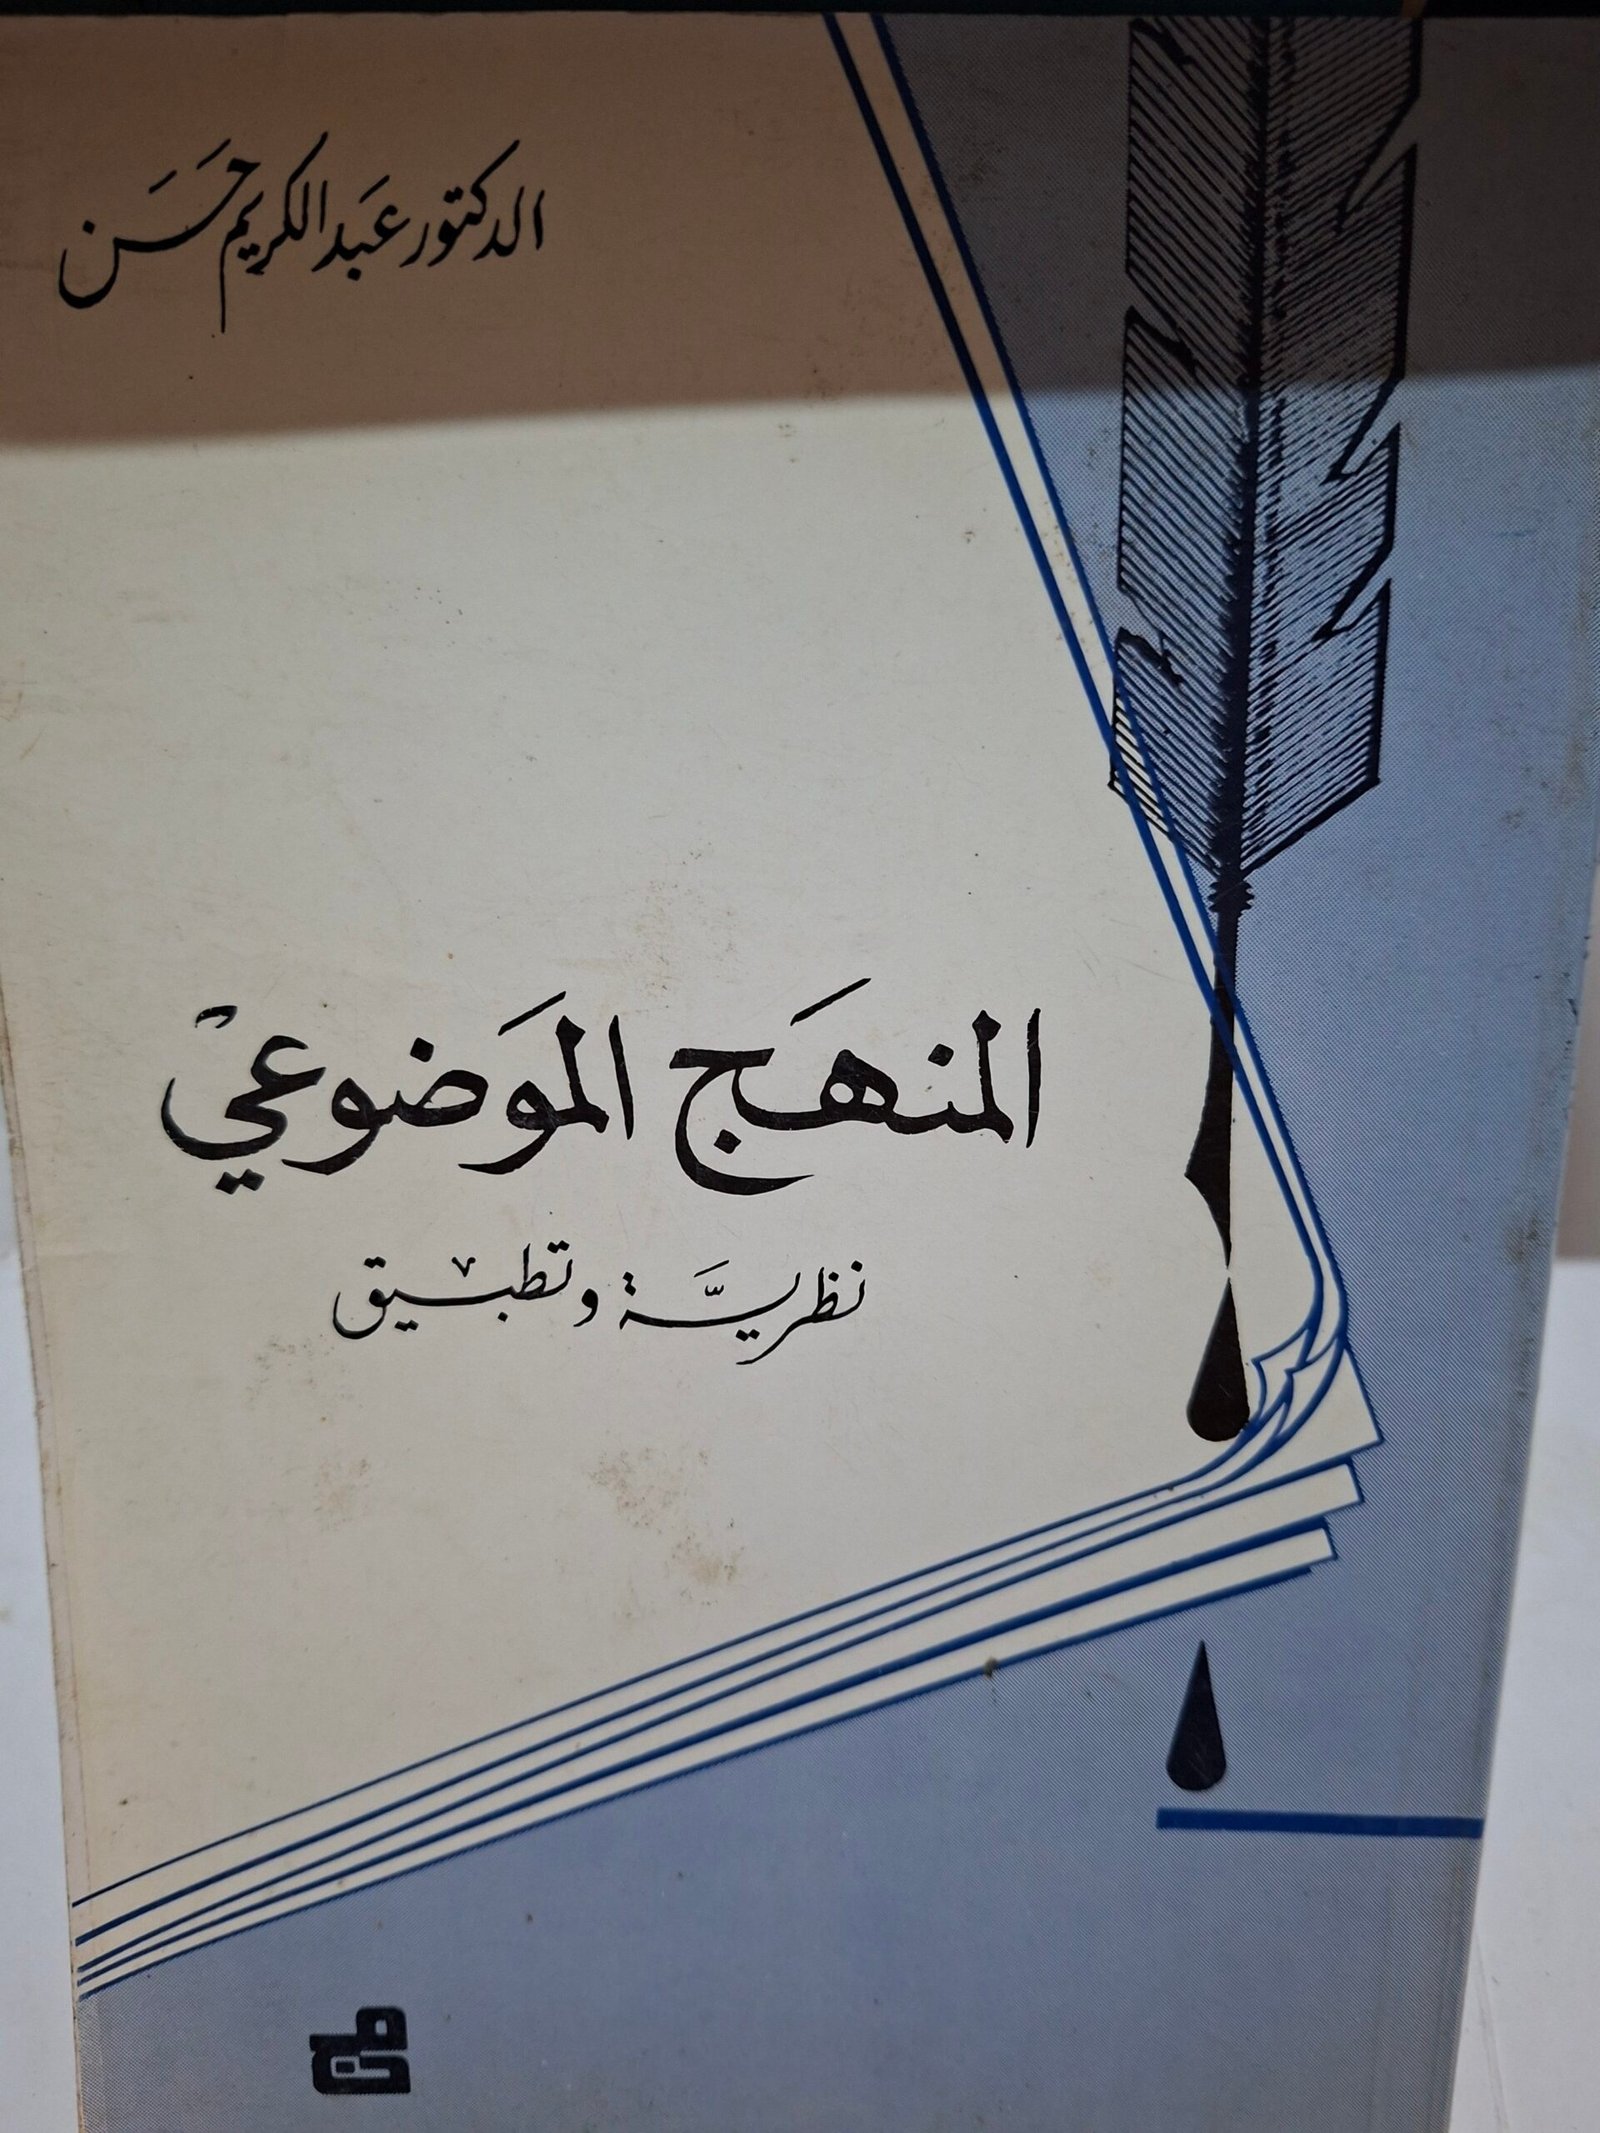 الدكتور عبد الكريم حسن
المنهج الموضوعي
نظرية وتطبيق